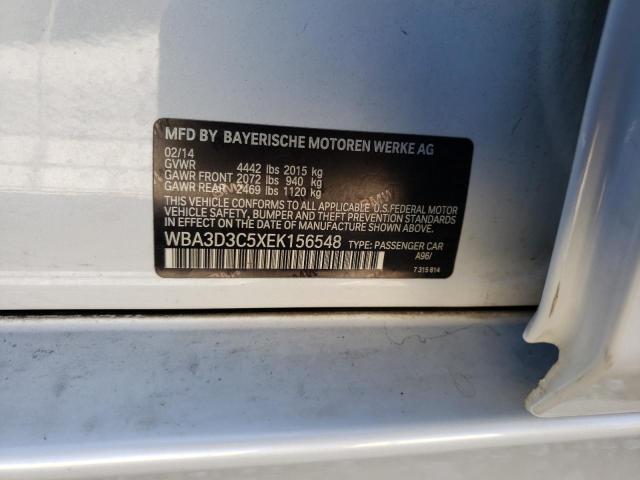 MFD BY BAYERISCHE MOTOREN WERKE AG
02/14
GVWR 4442 lbs 2015 kg
GAWR FRONT 2072 lbs 940 kg
GAWR REAR 2469 lbs 1120 kg
THIS VEHICLE CONFORMS TO ALL APPLICABLE U.S. FEDERAL MOTOR
VEHICLE SAFETY, BUMPER AND THEFT PREVENTION STANDARDS
IN EFFECT ON THE DATE OF MANUFACTURE SHOWN ABOVE.
WBA3D3C5XEK156548 TYPE: PASSENGER CAR
A96/
7 315 814